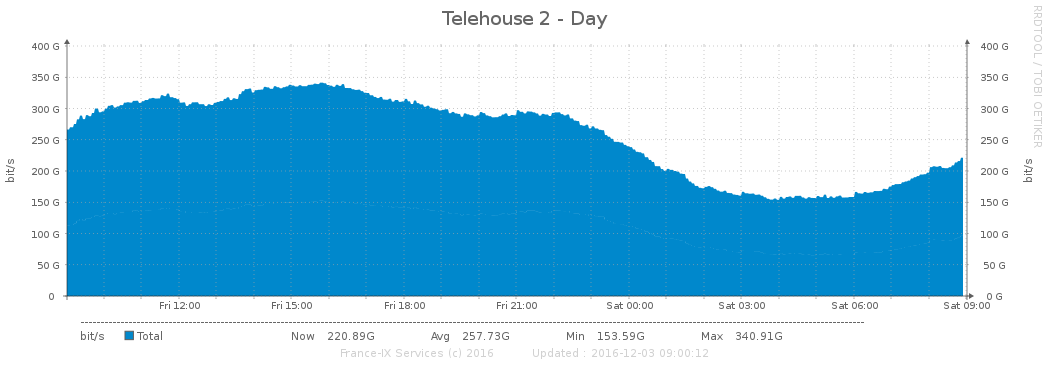 Telehouse 2 - Day
RRDTOOL / TOBI OETIKER
400 G 400 G
350 G 350 G
300 G 300 G
250 G 250 G
200 G 200 G
150 G 150 G
100 G 100 G
50 G 50 G
0 0 G
bit/s bit/s
Fri 12:00 Fri 15:00 Fri 18:00 Fri 21:00 Sat 00:00 Sat 03:00 Sat 06:00 Sat 09:00
bit/s Total Now 220.89G Avg 257.73G Min 153.59G Max 340.91G
France-IX Services (c) 2016 Updated : 2016-12-03 09:00:12